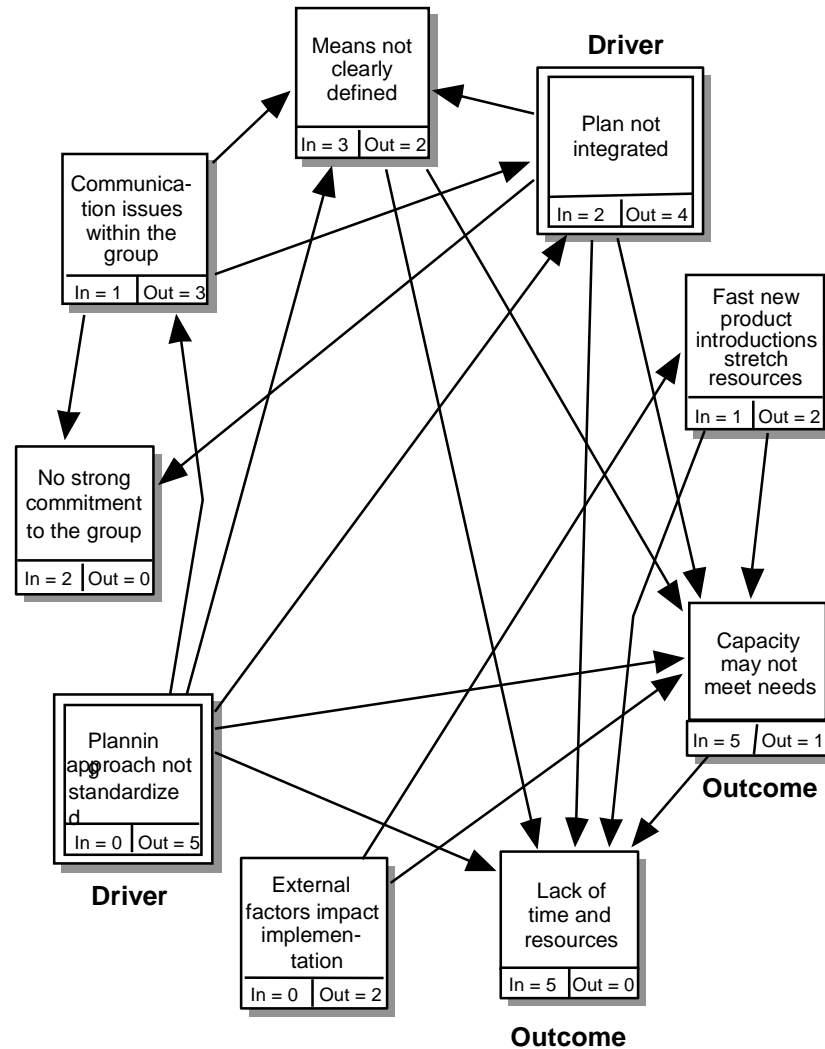 Means not
clearly
defined
In = 3 Out = 2
Driver
Plan not
integrated
In = 2 Out = 4
Communica-
tion issues
within the
group
In = 1 Out = 3
Fast new
product
introductions
stretch
resources
In = 1 Out = 2
No strong
commitment
to the group
In = 2 Out = 0
Capacity
may not
meet needs
In = 5 Out = 1
Outcome
Plannin
g
approach not
standardize
d
In = 0 Out = 5
Driver
External
factors impact
implemen-
tation
In = 0 Out = 2
Lack of
time and
resources
In = 5 Out = 0
Outcome